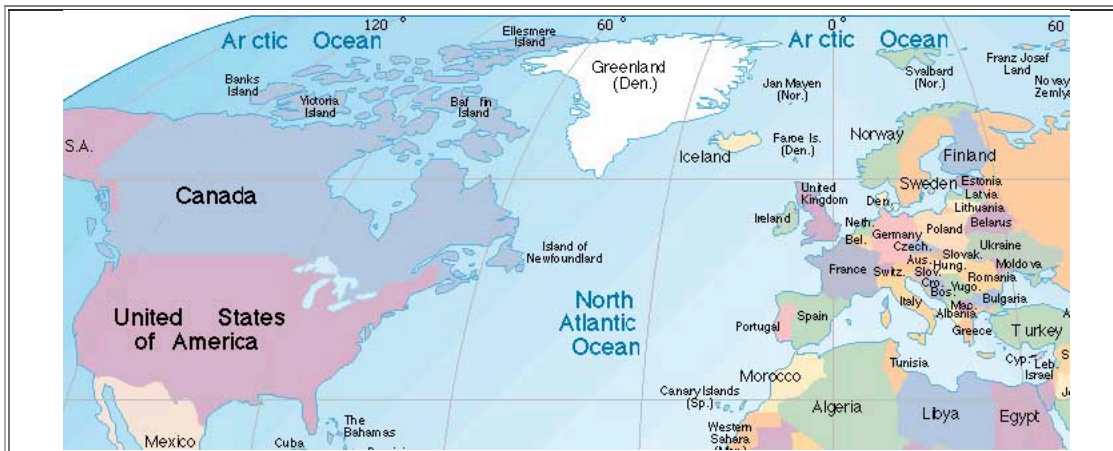 120 °
60 °
0 °
60
Arctic Ocean
Ellesmere
Island
Arctic Ocean
Banks
Island
Victoria
Island
Baffin
Island
Greenland
(Den.)
Jan Mayen
(Nor.)
Svalbard
(Nor.)
Franz Josef
Land
Novay
Zemly
S.A.
Iceland
Faroe Is.
(Den.)
Norway
Finland
Sweden
Estonia
Latvia
Lithuania
Belarus
Canada
United
Kingdom
Den.
Ireland
Neth.
Bel.
Germany
Poland
Czech.
Ukraine
Slovak.
Aus.
Hung.
Moldova
France
Switz.
Slov.
Romania
Cro.
Bos.
Yugo.
Italy
Mac.
Bulgaria
Albania
Greece
Turkey
Island of
Newfoundlard
United States
of America
North
Atlantic
Ocean
Portugal
Spain
Tunisia
Cyp.
Leb.
Israel
Morocco
Canary Islands
(Sp.)
Algeria
Libya
Egypt
Western
Sahara
Mexico
Cuba
The
Bahamas